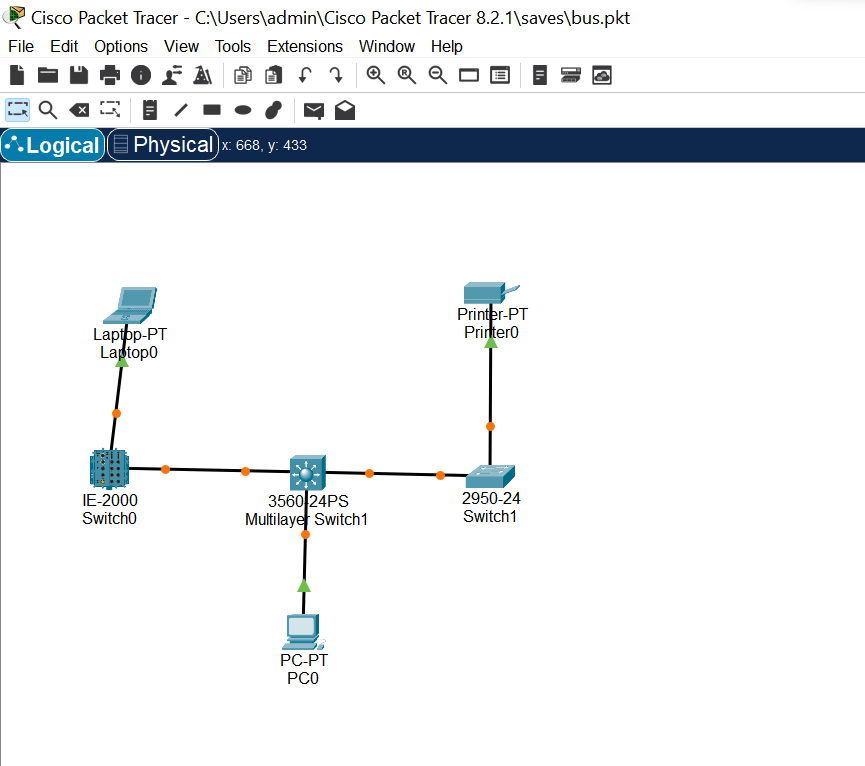 Cisco Packet Tracer - C:\Users\admin\Cisco Packet Tracer 8.2.1\saves\bus.pkt
File Edit Options View Tools Extensions Window Help
Logical Physical x: 668, y: 433
Laptop-PT
Laptop0
Printer-PT
Printer0
IE-2000
Switch0
3560-24PS
Multilayer Switch1
2950-24
Switch1
PC-PT
PC0